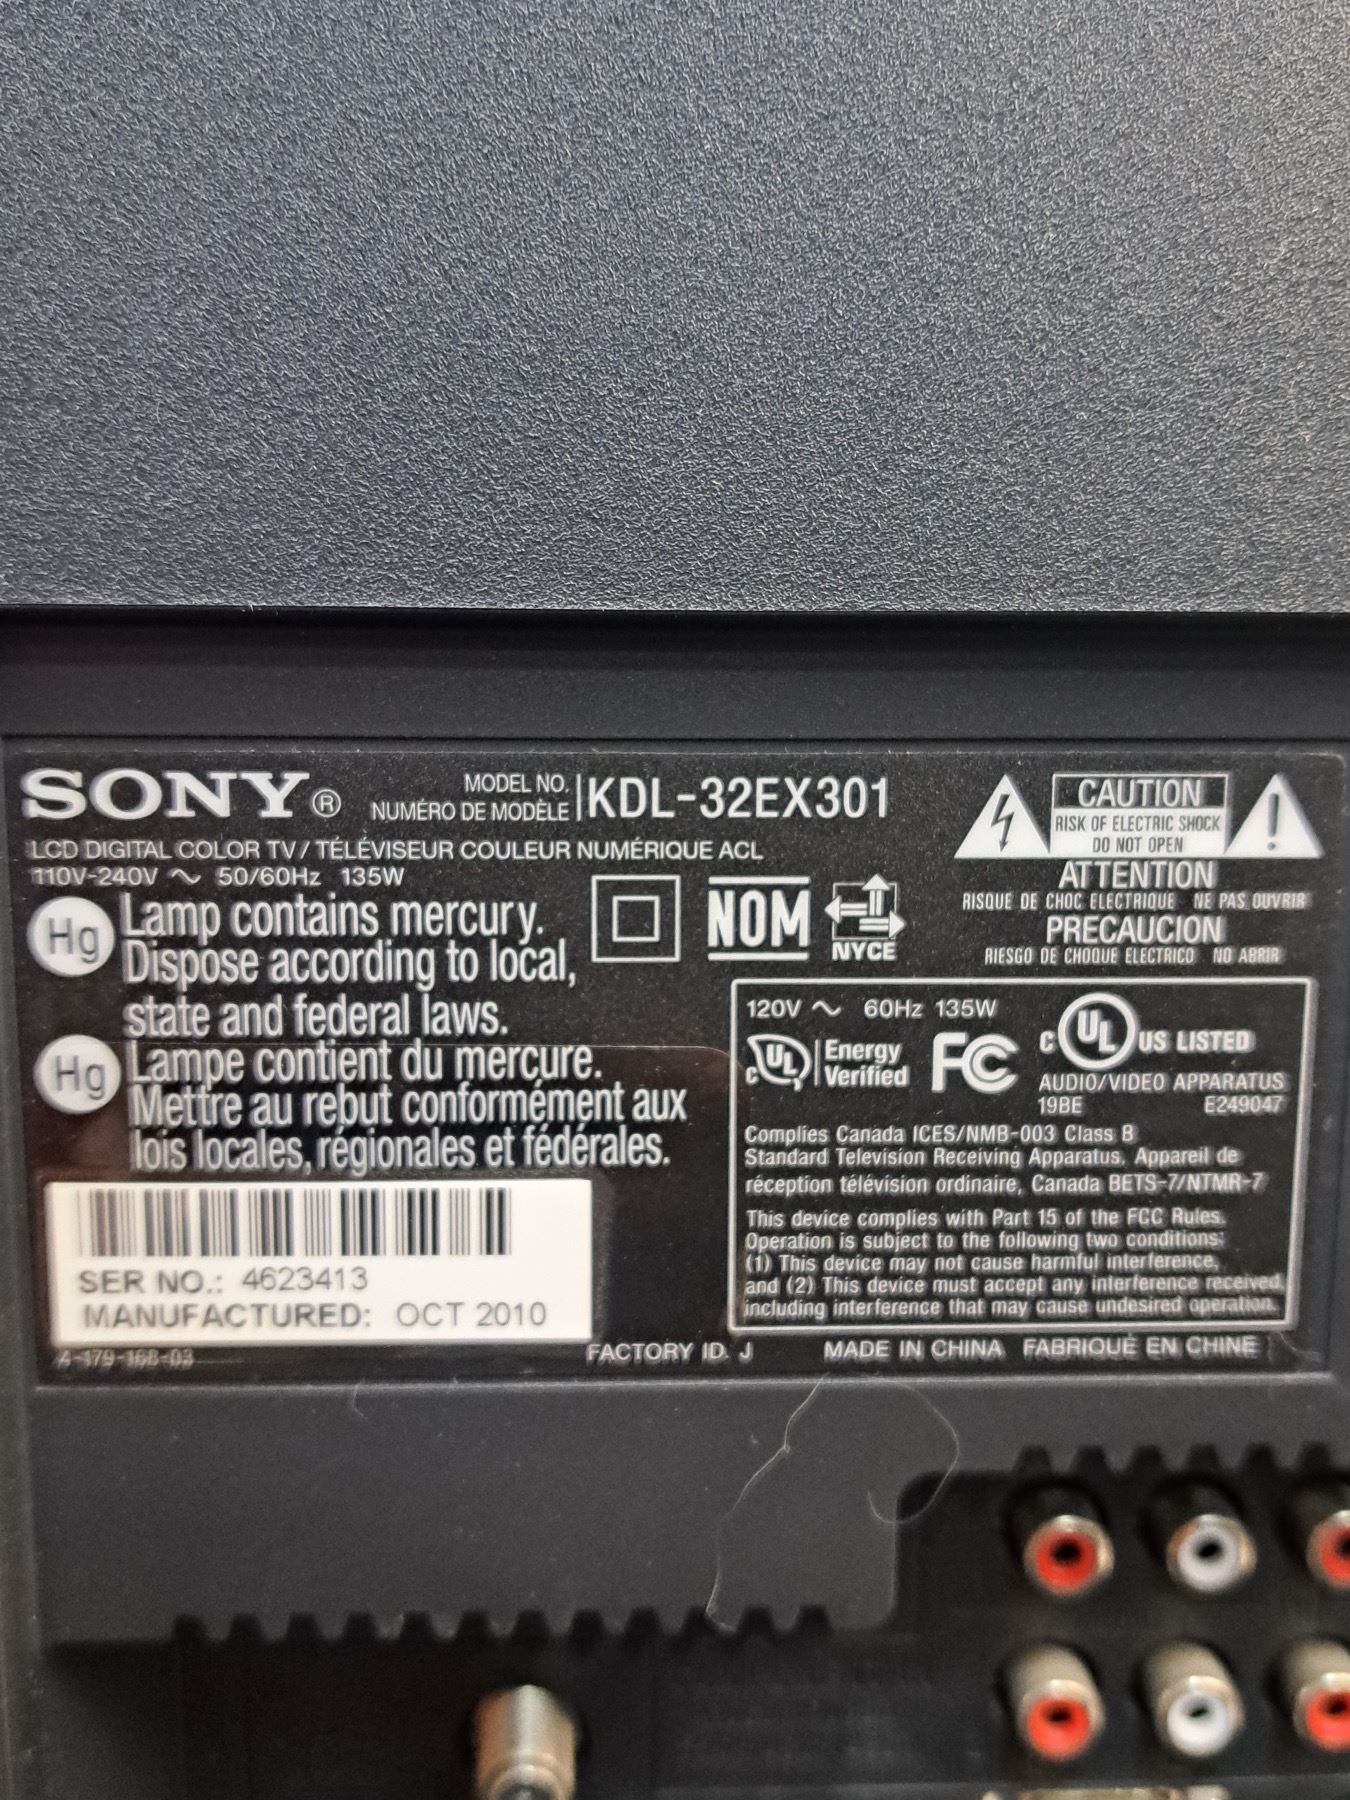 SONY®
MODEL NO.
NUMÉRO DE MODÈLE
KDL-32EX301
LCD DIGITAL COLOR TV / TÉLÉVISEUR COULEUR NUMÉRIQUE ACL
110V-240V ~ 50/60Hz 135W
Hg
Lamp contains mercury.
Dispose according to local,
state and federal laws.
Hg
Lampe contient du mercure.
Mettre au rebut conformément aux
lois locales, régionales et fédérales.
NOM
NYCE
CAUTION
RISK OF ELECTRIC SHOCK
DO NOT OPEN
ATTENTION
RISQUE DE CHOC ELECTRIQUE NE PAS OUVRIR
PRECAUCION
RIESGO DE CHOQUE ELECTRICO NO ABRIR
120V ~ 60Hz 135W
c UL
Energy
Verified
FC
c UL US LISTED
AUDIO/VIDEO APPARATUS
19BE E249047
Complies Canada ICES/NMB-003 Class B
Standard Television Receiving Apparatus, Appareil de
réception télévision ordinaire, Canada BETS-7/NTMR-7
This device complies with Part 15 of the FCC Rules.
Operation is subject to the following two conditions:
(1) This device may not cause harmful interference,
and (2) This device must accept any interference received,
including interference that may cause undesired operation.
SER NO.: 4623413
MANUFACTURED: OCT 2010
4-179-168-03
FACTORY ID. J
MADE IN CHINA FABRIQUÉ EN CHINE